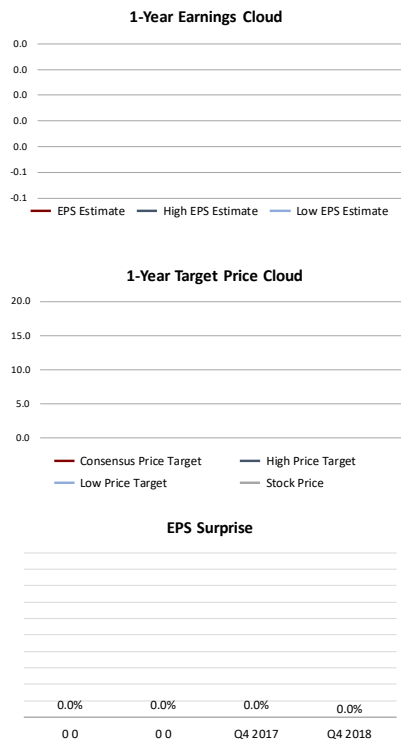 1-Year Earnings Cloud
0.0
0.0
0.0
0.0
0.0
-0.1
-0.1
EPS Estimate High EPS Estimate Low EPS Estimate
1-Year Target Price Cloud
20.0
15.0
10.0
5.0
0.0
Consensus Price Target High Price Target
Low Price Target Stock Price
EPS Surprise
0.0% 0.0% 0.0% 0.0%
0 0 0 0 Q4 2017 Q4 2018